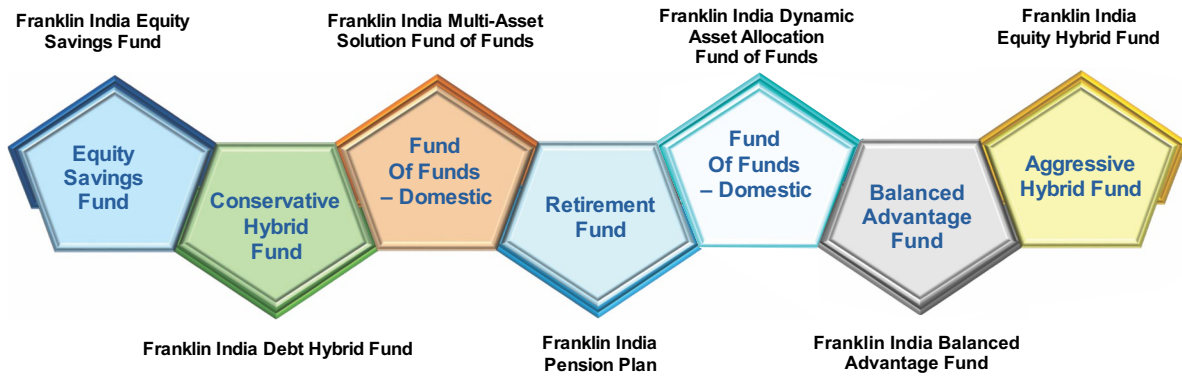 Franklin India Equity
Savings Fund
Franklin India Multi-Asset
Solution Fund of Funds
Franklin India Dynamic
Asset Allocation
Fund of Funds
Franklin India
Equity Hybrid Fund
Equity
Savings
Fund
Conservative
Hybrid
Fund
Fund
Of Funds
– Domestic
Retirement
Fund
Fund
Of Funds
– Domestic
Balanced
Advantage
Fund
Aggressive
Hybrid Fund
Franklin India Debt Hybrid Fund
Franklin India
Pension Plan
Franklin India Balanced
Advantage Fund